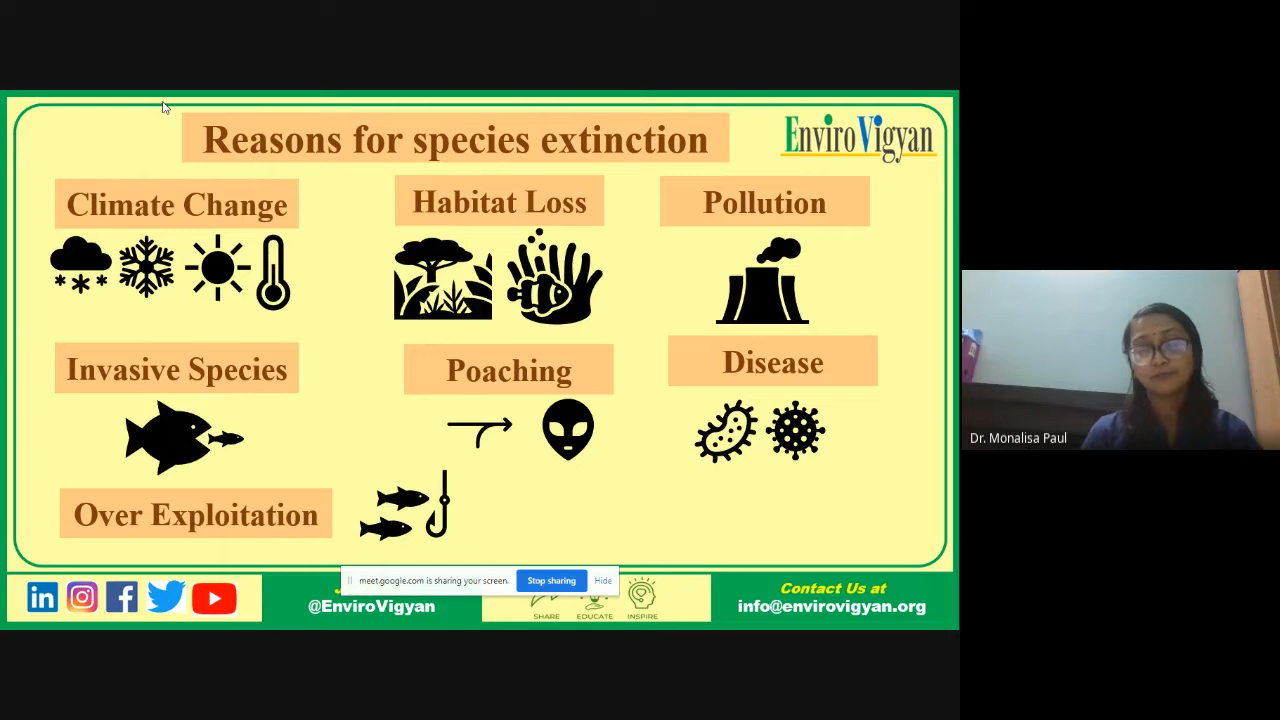 Reasons for species extinction
EnviroVigyan
Climate Change
Habitat Loss
Pollution
Invasive Species
Poaching
Disease
Over Exploitation
meet.google.com is sharing your screen.
Stop sharing
Hide
@EnviroVigyan
SHARE
EDUCATE
INSPIRE
Contact Us at
info@envirovigyan.org
Dr. Monalisa Paul